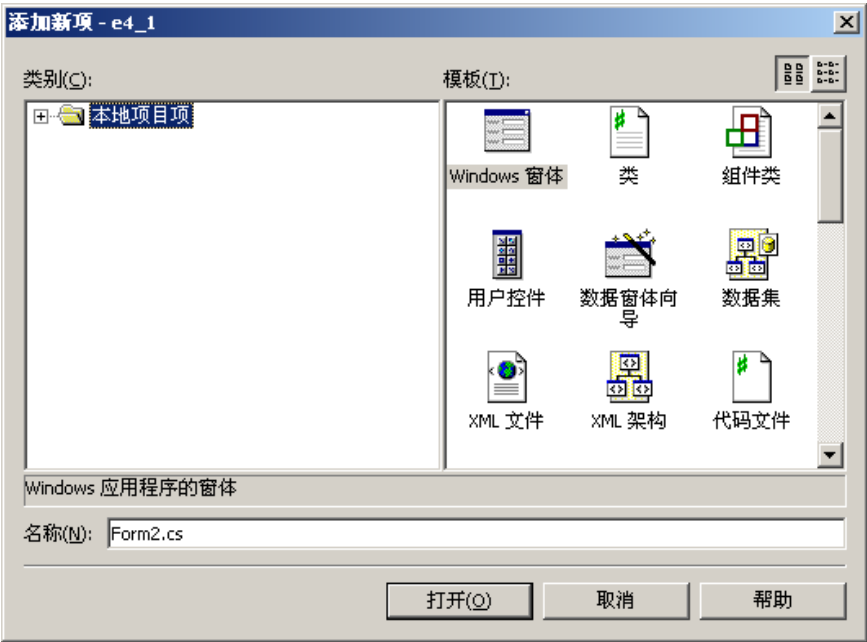 添加新项 - e4_1
类别(C):
模板(T):
本地项目项
Windows 窗体
类
组件类
用户控件
数据窗体向
导
数据集
XML 文件
XML 架构
代码文件
Windows 应用程序的窗体
名称(N): Form2.cs
打开(O)
取消
帮助